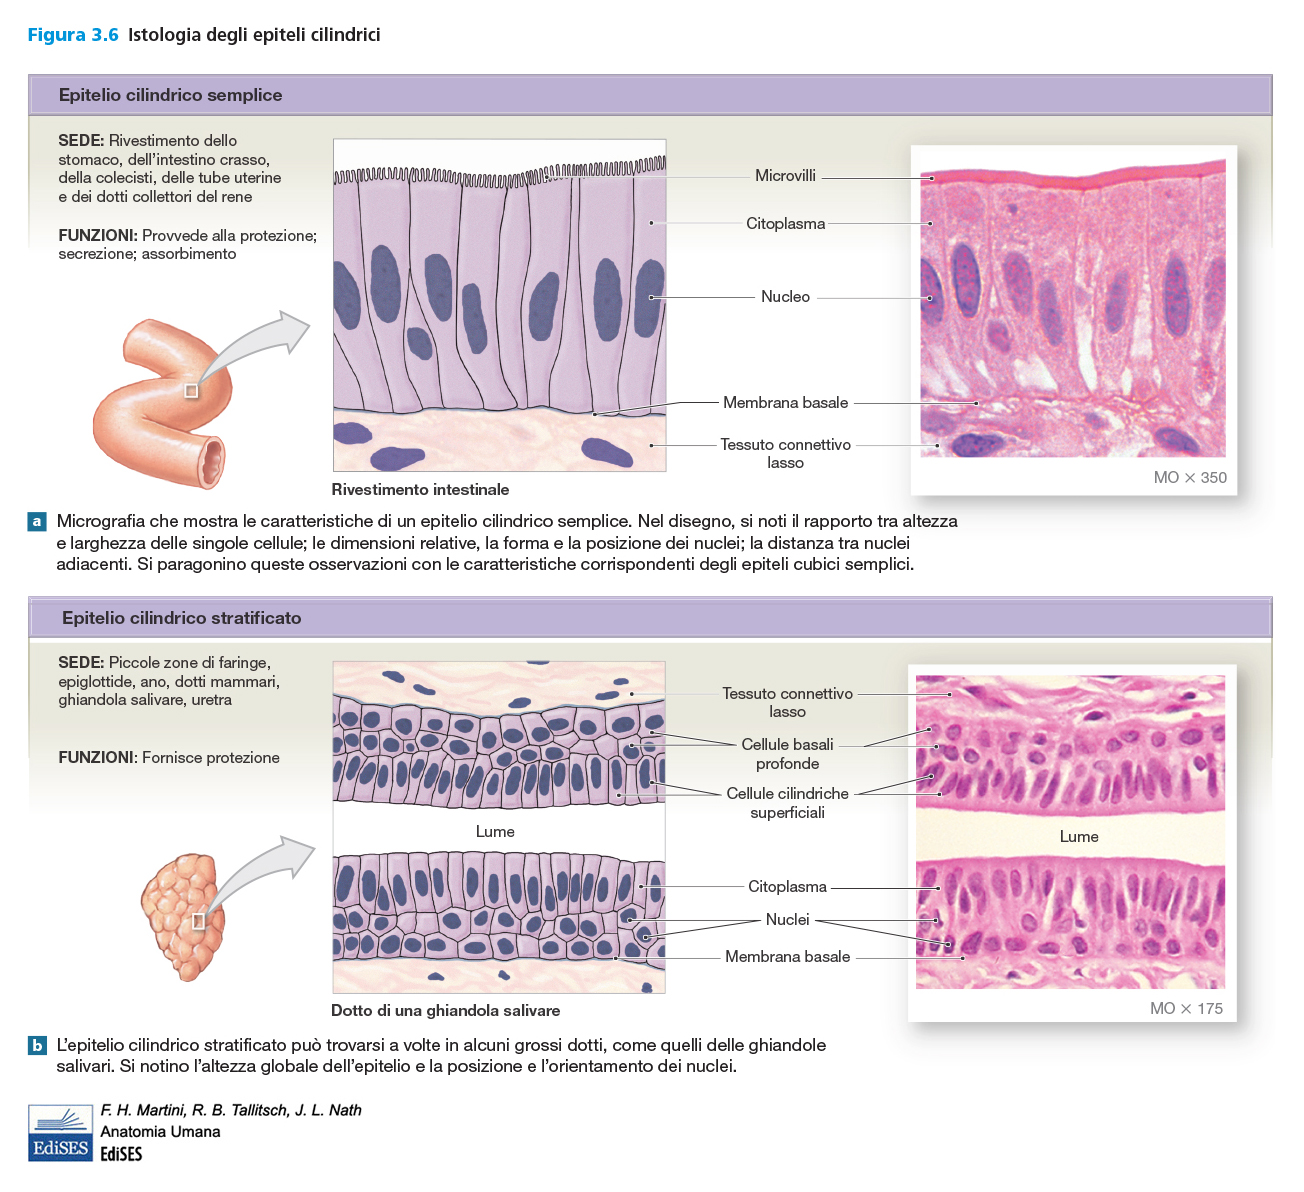 Figura 3.6 Istologia degli epiteli cilindrici
Epitelio cilindrico semplice
SEDE: Rivestimento dello
stomaco, dell'intestino crasso,
della colecisti, delle tube uterine
e dei dotti collettori del rene
FUNZIONI: Provvede alla protezione;
secrezione; assorbimento
Microvilli
Citoplasma
Nucleo
Membrana basale
Tessuto connettivo
lasso
Rivestimento intestinale
MO × 350
a Micrografia che mostra le caratteristiche di un epitelio cilindrico semplice. Nel disegno, si noti il rapporto tra altezza
e larghezza delle singole cellule; le dimensioni relative, la forma e la posizione dei nuclei; la distanza tra nuclei
adiacenti. Si paragonino queste osservazioni con le caratteristiche corrispondenti degli epiteli cubici semplici.
Epitelio cilindrico stratificato
SEDE: Piccole zone di faringe,
epiglottide, ano, dotti mammari,
ghiandola salivare, uretra
FUNZIONI: Fornisce protezione
Tessuto connettivo
lasso
Cellule basali
profonde
Cellule cilindriche
superficiali
Lume
Lume
Citoplasma
Nuclei
Membrana basale
Dotto di una ghiandola salivare
MO × 175
b L'epitelio cilindrico stratificato può trovarsi a volte in alcuni grossi dotti, come quelli delle ghiandole
salivari. Si notino l'altezza globale dell'epitelio e la posizione e l'orientamento dei nuclei.
F. H. Martini, R. B. Tallitsch, J. L. Nath
Anatomia Umana
EdiSES
EdiSES